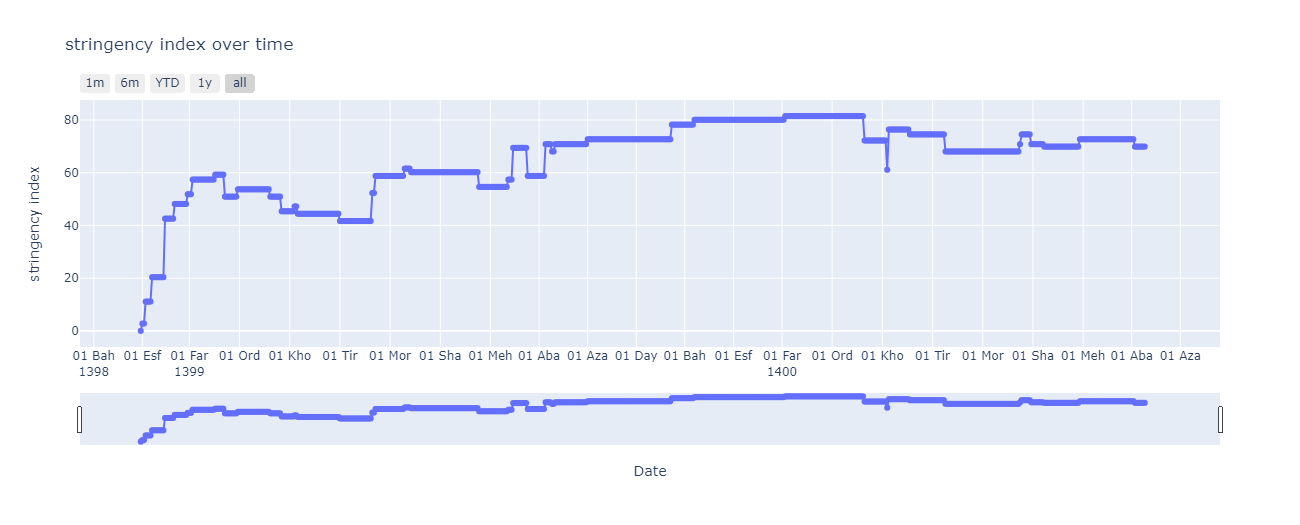 stringency index over time
1m 6m YTD 1y all
stringency index
80
60
40
20
0
01 Bah 01 Esf 01 Far 01 Ord 01 Kho 01 Tir 01 Mor 01 Sha 01 Meh 01 Aba 01 Aza 01 Day 01 Bah 01 Esf 01 Far 01 Ord 01 Kho 01 Tir 01 Mor 01 Sha 01 Meh 01 Aba 01 Aza
1398 1399 1400
Date